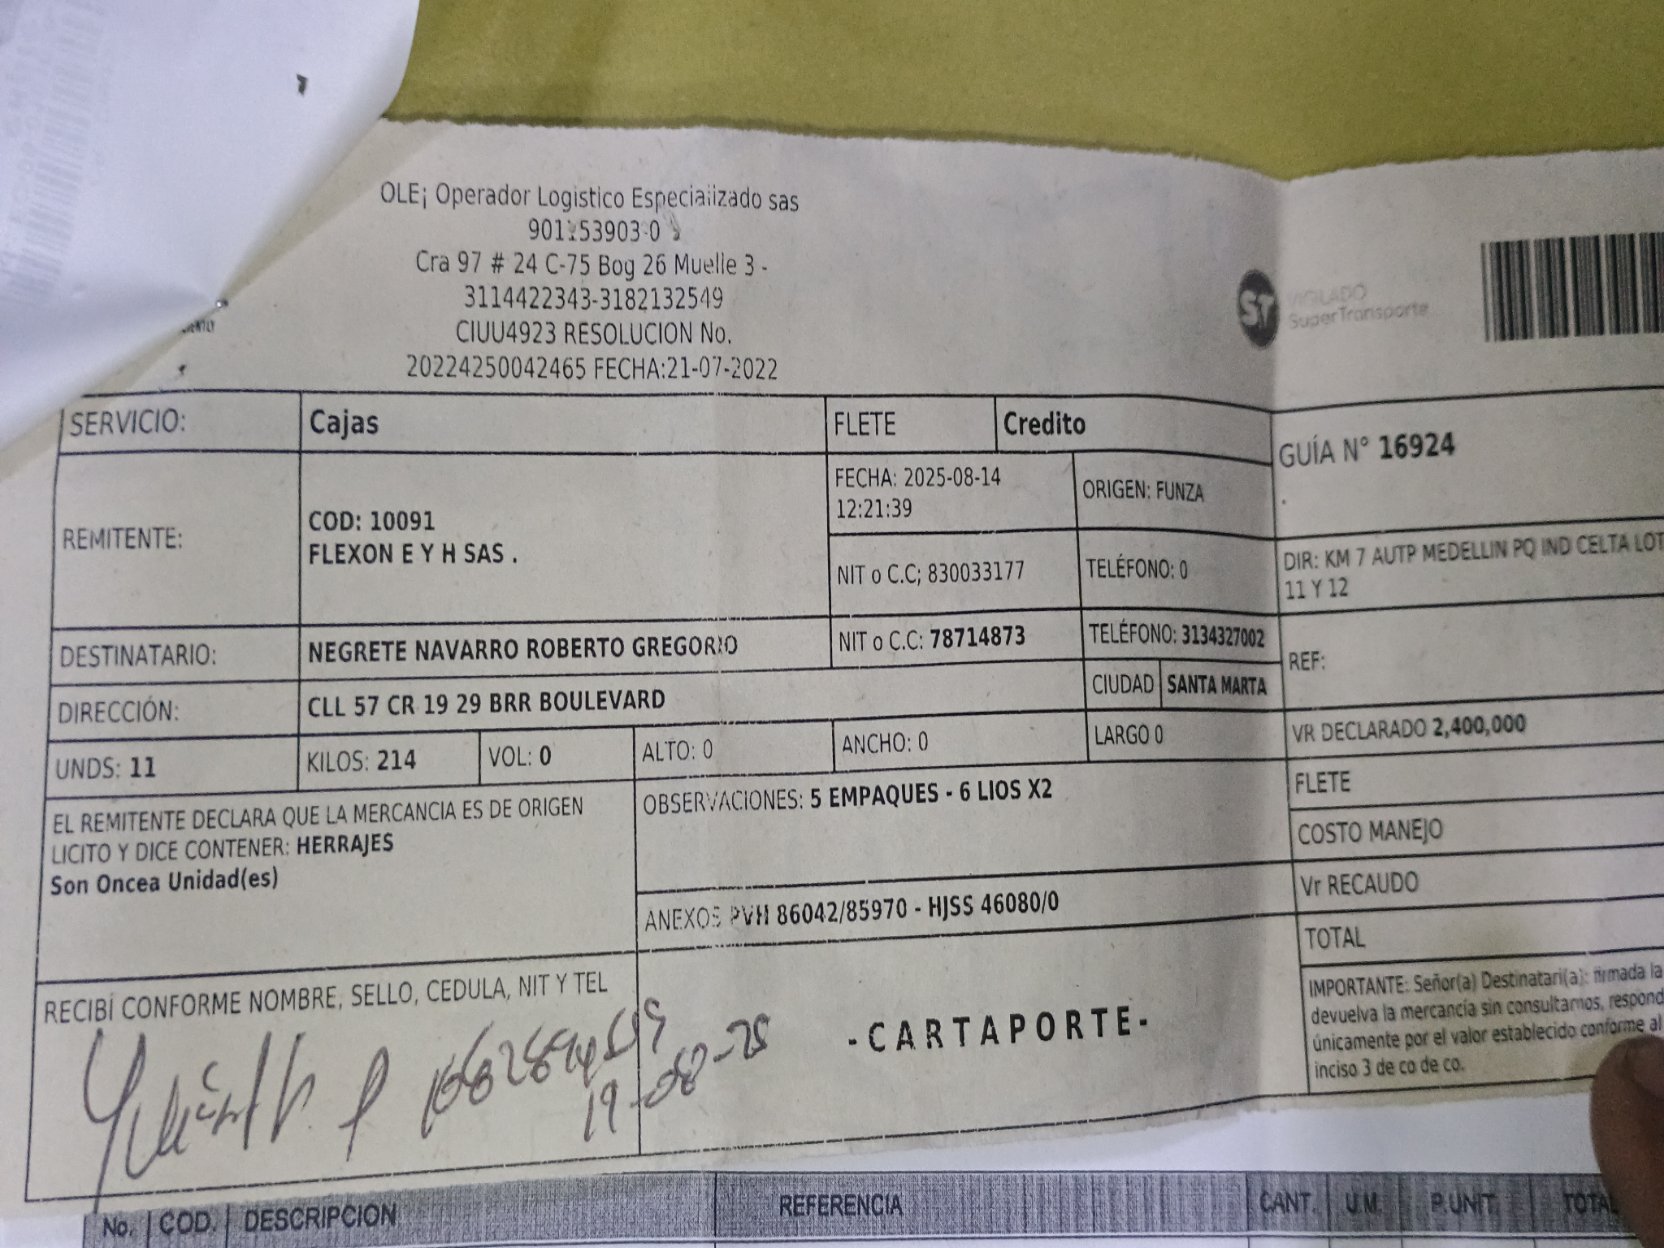 OLE¡ Operador Logistico Especializado sas
901153903-0
Cra 97 # 24 C-75 Bog 26 Muelle 3 -
3114422343-3182132549
CIUU4923 RESOLUCION No.
20224250042465 FECHA:21-07-2022
ST VIGILADO
SuperTransporte
SERVICIO: Cajas FLETE Credito
GUÍA N° 16924
REMITENTE: COD: 10091
FLEXON E Y H SAS .
FECHA: 2025-08-14
12:21:39
ORIGEN: FUNZA
NIT o C.C; 830033177 TELÉFONO: 0
DIR: KM 7 AUTP MEDELLIN PQ IND CELTA LOT
11 Y 12
DESTINATARIO: NEGRETE NAVARRO ROBERTO GREGORIO NIT o C.C: 78714873 TELÉFONO: 3134327002
REF:
DIRECCIÓN: CLL 57 CR 19 29 BRR BOULEVARD CIUDAD SANTA MARTA
UNDS: 11 KILOS: 214 VOL: 0 ALTO: 0 ANCHO: 0 LARGO 0 VR DECLARADO 2,400,000
EL REMITENTE DECLARA QUE LA MERCANCIA ES DE ORIGEN
LICITO Y DICE CONTENER: HERRAJES
Son Oncea Unidad(es)
OBSERVACIONES: 5 EMPAQUES - 6 LIOS X2
FLETE
COSTO MANEJO
Vr RECAUDO
ANEXOS PVH 86042/85970 - HJSS 46080/0
TOTAL
RECIBÍ CONFORME NOMBRE, SELLO, CEDULA, NIT Y TEL
19-08-25
-CARTAPORTE-
IMPORTANTE: Señor(a) Destinatari(a): firmada la
devuelva la mercancía sin consultarnos, respond
únicamente por el valor establecido conforme al
inciso 3 de co de co.
No. COD. DESCRIPCION REFERENCIA CANT. U.M. P.UNIT. TOTAL